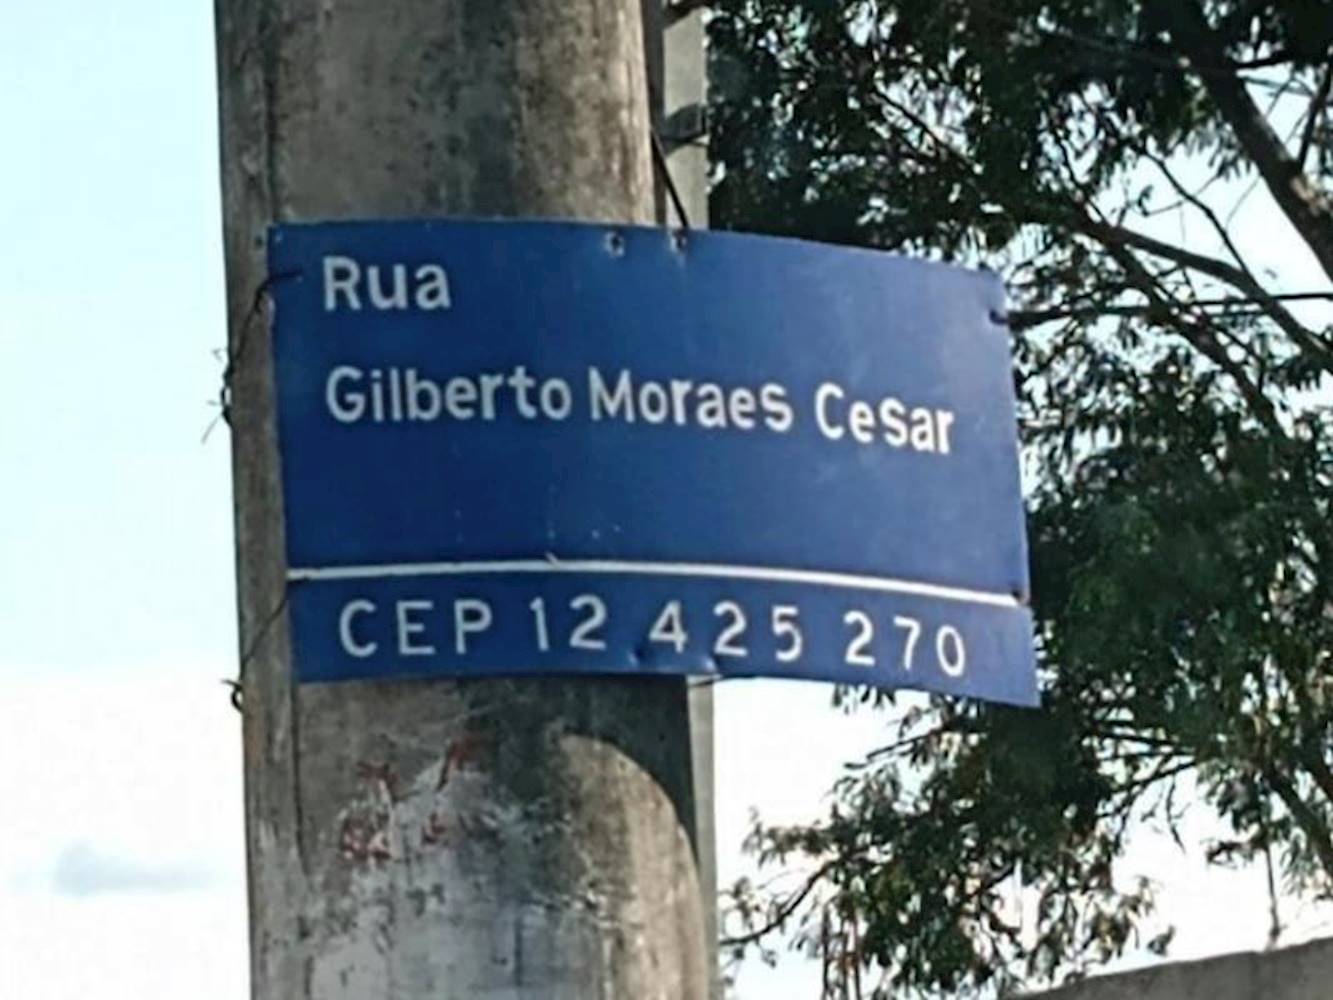 Rua
Gilberto Moraes Cesar
CEP 12 425 270